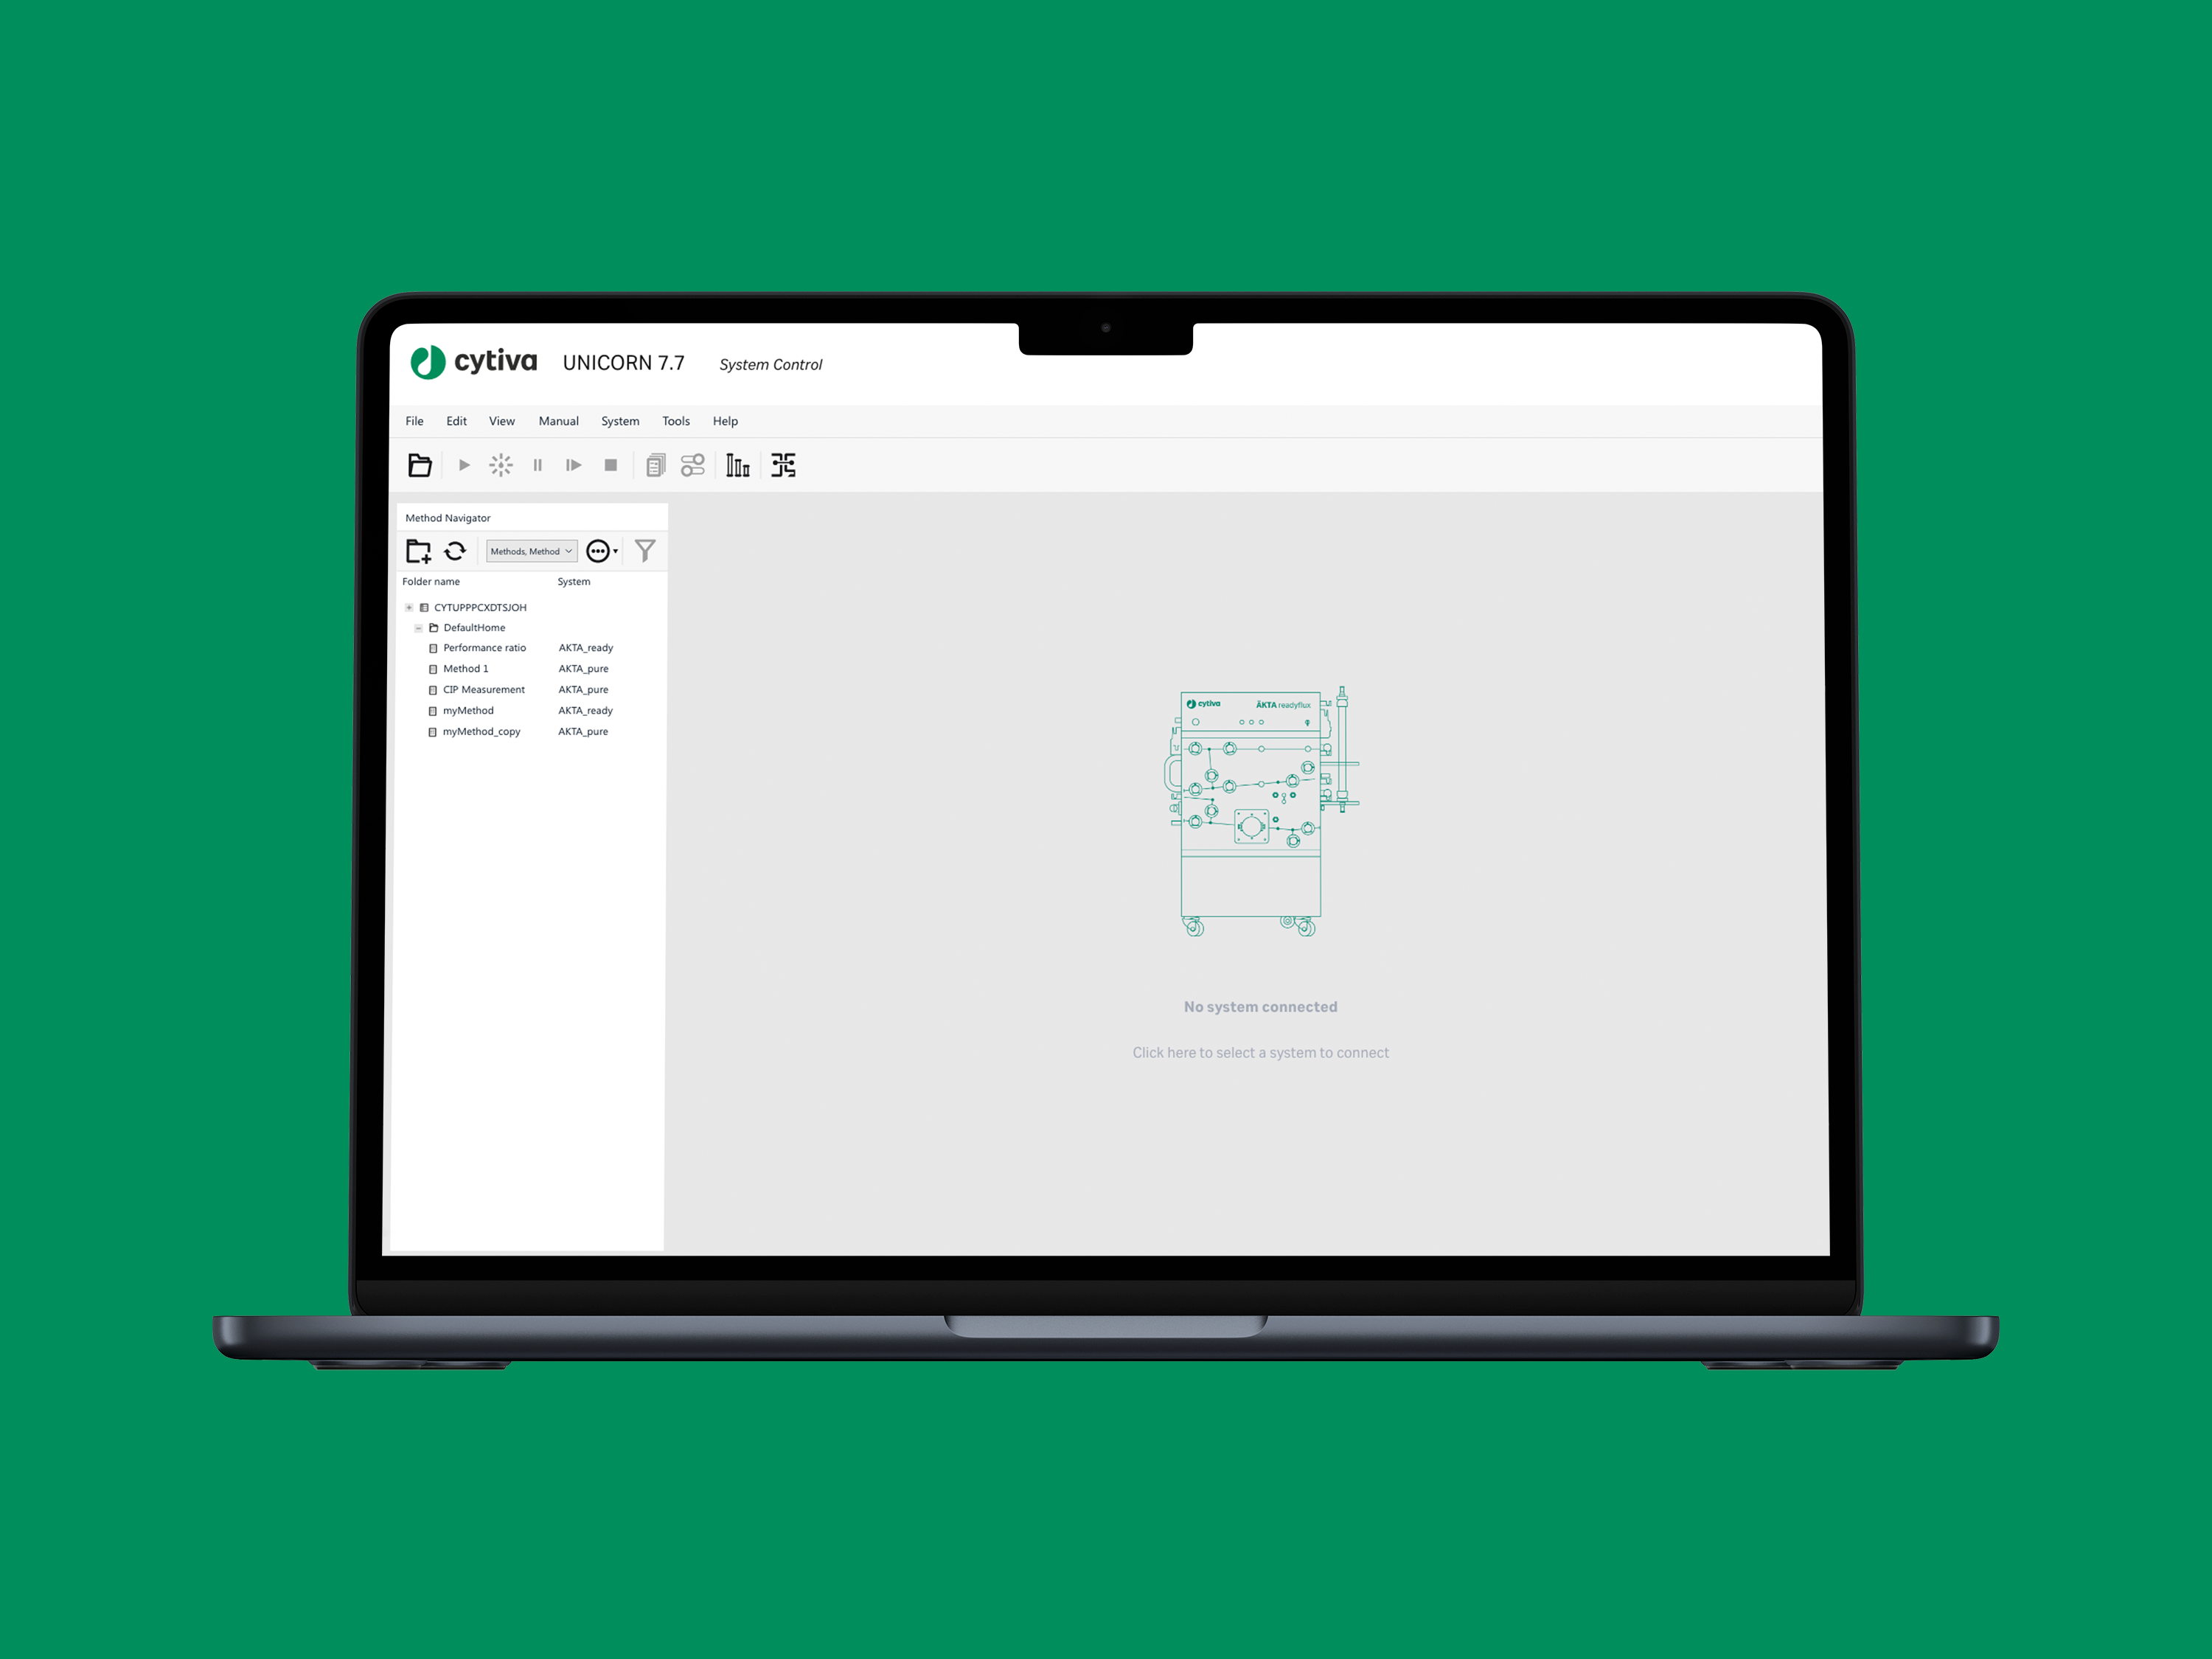 cytiva UNICORN 7.7 System Control
File Edit View Manual System Tools Help
Method Navigator
Methods, Method
Folder name System
CYTUPPPCXDTSJOH
DefaultHome
Performance ratio AKTA_ready
Method 1 AKTA_pure
CIP Measurement AKTA_pure
myMethod AKTA_ready
myMethod_copy AKTA_pure
cytiva ÄKTA readyflux
No system connected
Click here to select a system to connect